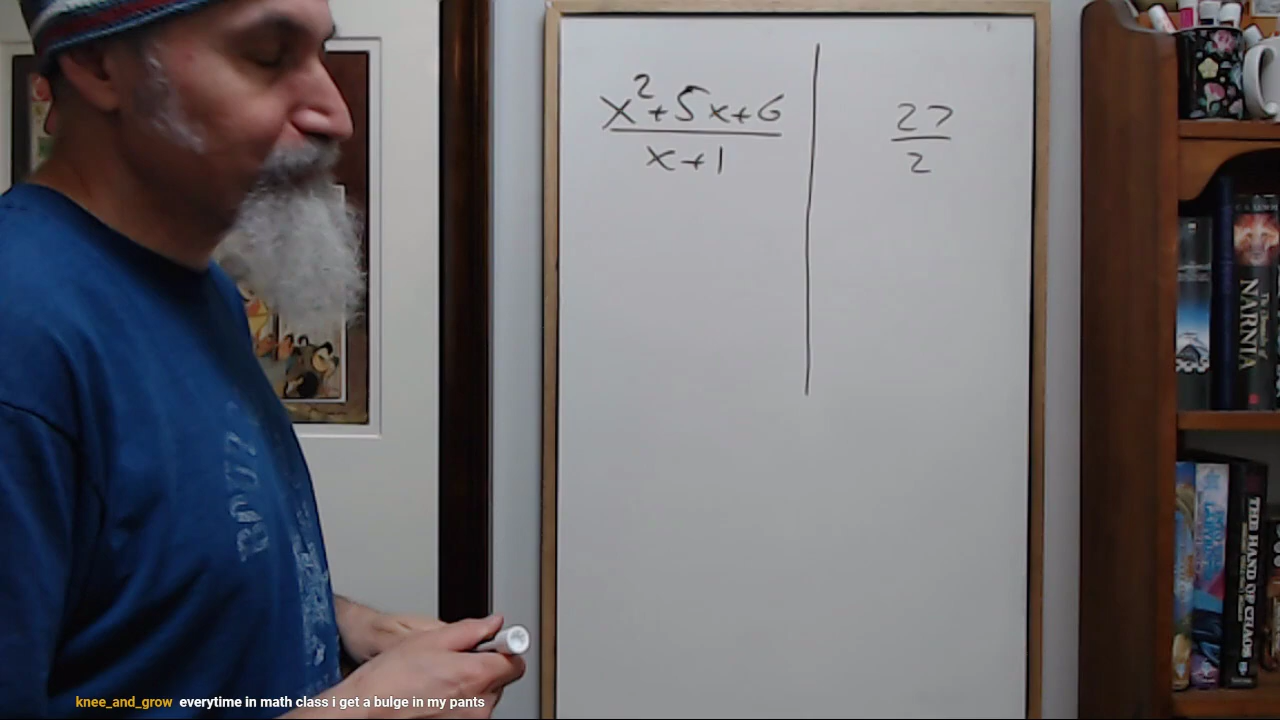 x²+5x+6
x+1
27
2
NARNIA
THE HAND OF CHAOS
knee_and_grow everytime in math class i get a bulge in my pants